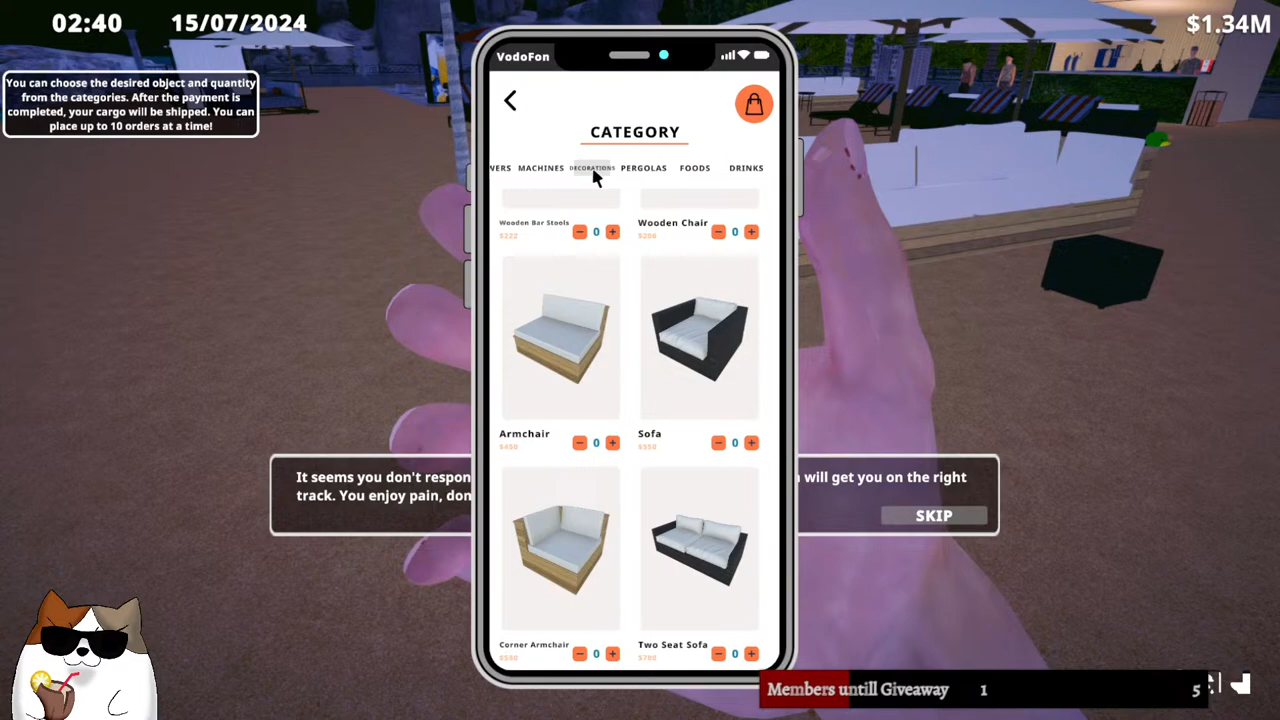 02:40 15/07/2024
$1.34M
VodoFon
You can choose the desired object and quantity
from the categories. After the payment is
completed, your cargo will be shipped. You can
place up to 10 orders at a time!
CATEGORY
WERS MACHINES DECORATIONS PERGOLAS FOODS DRINKS
Wooden Bar Stools
$222
- 0 +
Wooden Chair
$206
- 0 +
Armchair
$450
- 0 +
Sofa
$550
- 0 +
Corner Armchair
- 0 +
Two Seat Sofa
$790
- 0 +
It seems you don't respon
will get you on the right
track. You enjoy pain, don
SKIP
Members untill Giveaway 1 5